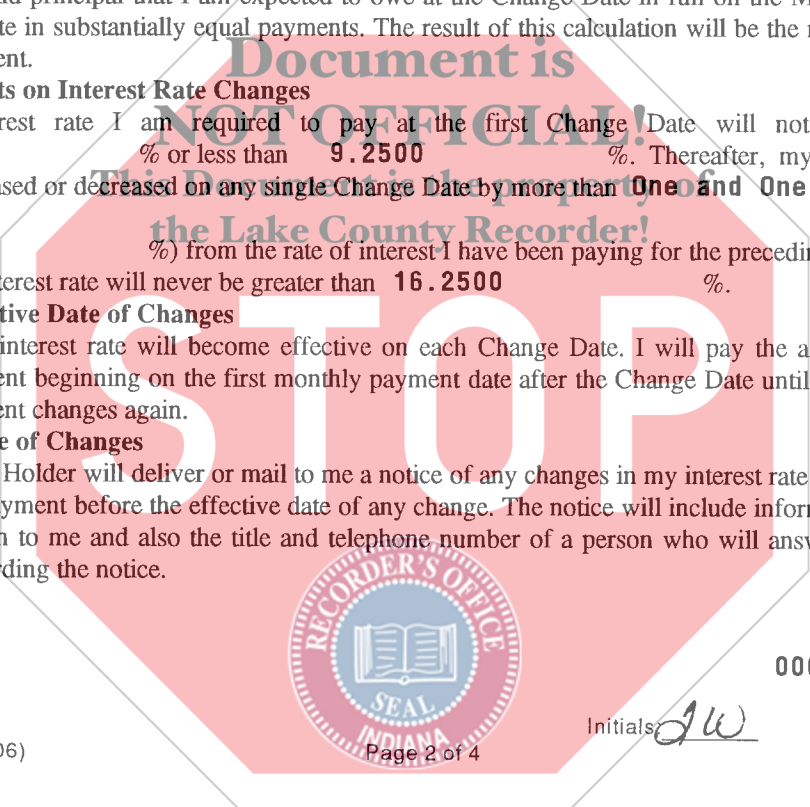 principal that I am expected to owe at the Change Date in full on the M
te in substantially equal payments. The result of this calculation will be the
ent.
Document is
ts on Interest Rate Changes
NOT OFFICIAL!
rest rate I am required to pay at the first Change Date will not
% or less than 9.2500 %. Thereafter, my
This Document is the property of
sed or decreased on any single Change Date by more than One and One
the Lake County Recorder!
%) from the rate of interest I have been paying for the precedin
terest rate will never be greater than 16.2500 %.
STOP
tive Date of Changes
interest rate will become effective on each Change Date. I will pay the a
ent beginning on the first monthly payment date after the Change Date until
ent changes again.
e of Changes
Holder will deliver or mail to me a notice of any changes in my interest rate
yment before the effective date of any change. The notice will include infor
n to me and also the title and telephone number of a person who will answ
ding the notice.
RECORDER'S OFFICE
SEAL
INDIANA
000
Initials: JW
06)
Page 2 of 4